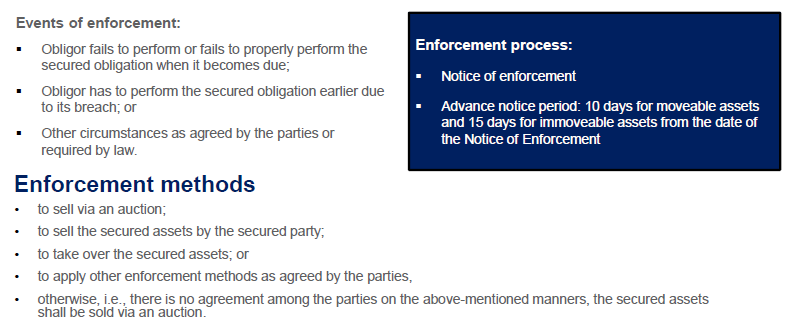 Events of enforcement:
▪ Obligor fails to perform or fails to properly perform the
secured obligation when it becomes due;
▪ Obligor has to perform the secured obligation earlier due
to its breach; or
▪ Other circumstances as agreed by the parties or
required by law.
Enforcement process:
▪ Notice of enforcement
▪ Advance notice period: 10 days for moveable assets
and 15 days for immoveable assets from the date of
the Notice of Enforcement
Enforcement methods
• to sell via an auction;
• to sell the secured assets by the secured party;
• to take over the secured assets; or
• to apply other enforcement methods as agreed by the parties,
• otherwise, i.e., there is no agreement among the parties on the above-mentioned manners, the secured assets
shall be sold via an auction.